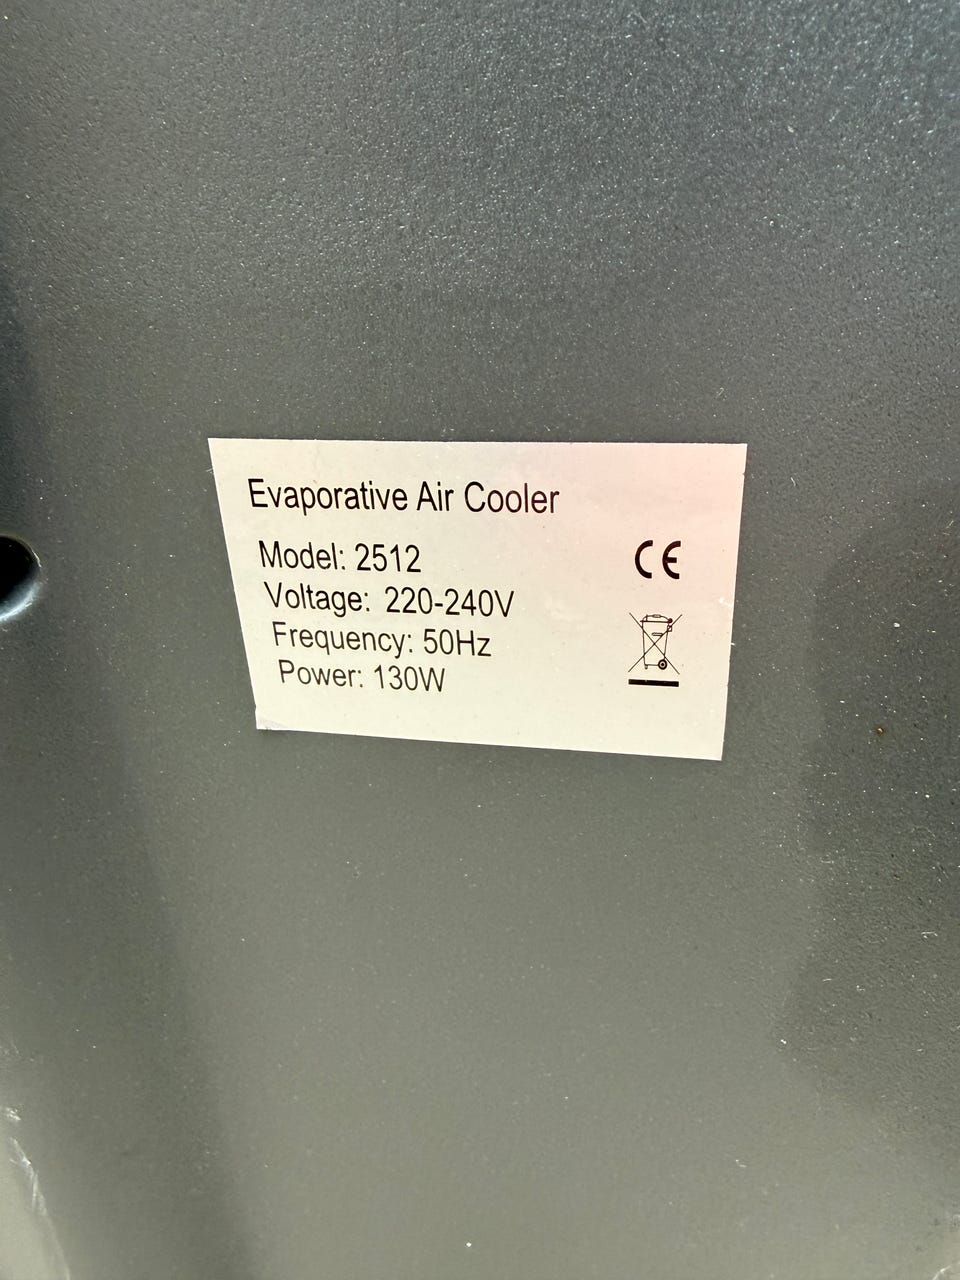 Evaporative Air Cooler
Model: 2512
Voltage: 220-240V
Frequency: 50Hz
Power: 130W
CE